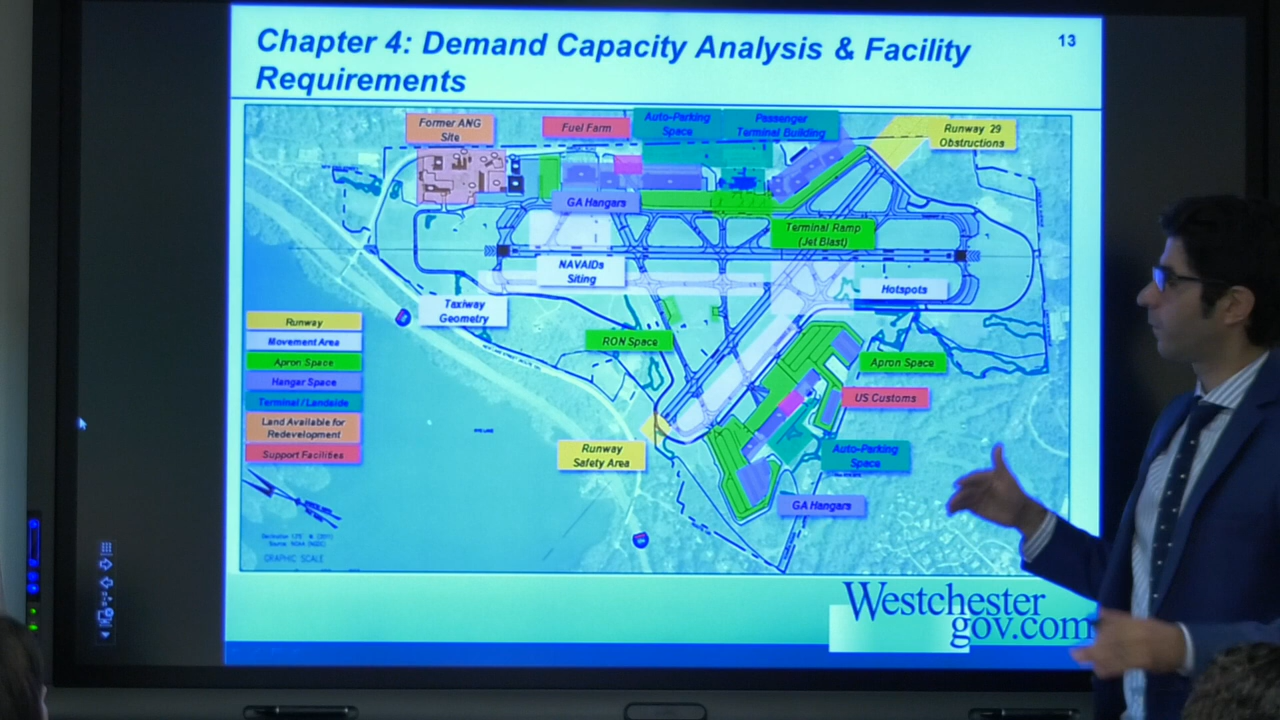 Chapter 4: Demand Capacity Analysis & Facility
Requirements
13
Former ANG
Site
Fuel Farm
Auto-Parking
Space
Passenger
Terminal Building
Runway 29
Obstructions
GA Hangars
Terminal Ramp
(Jet Blast)
NAVAIDs
Siting
Hotspots
Taxiway
Geometry
RON Space
Apron Space
US Customs
Runway
Safety Area
Auto-Parking
Space
GA Hangars
Runway
Movement Area
Apron Space
Hangar Space
Terminal / Landside
Land Available for
Redevelopment
Support Facilities
GRAPHIC SCALE
Westchester
gov.com